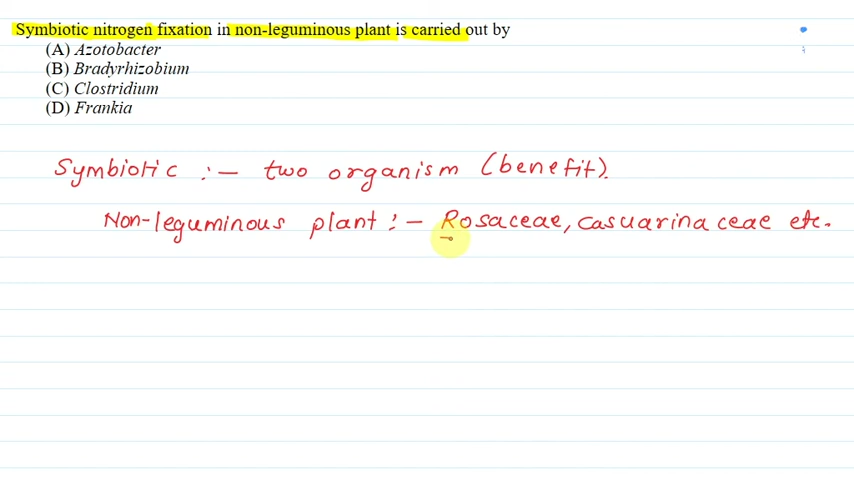 Symbiotic nitrogen fixation in non-leguminous plant is carried out by
(A) Azotobacter
(B) Bradyrhizobium
(C) Clostridium
(D) Frankia
Symbiotic :- two organism (benefit).
Non-leguminous plant :- Rosaceae, Casuarinaceae etc.